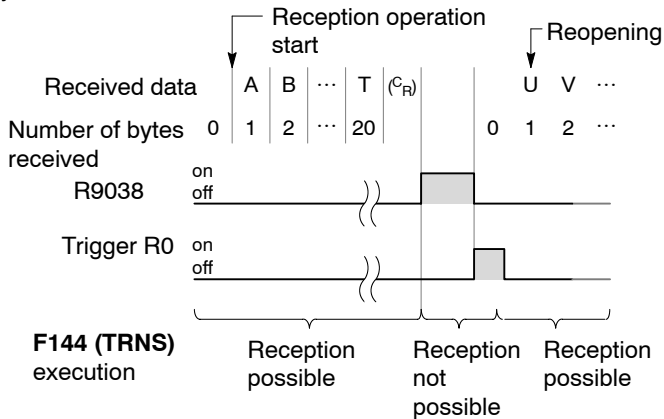 Reception operation
start
Reopening
Received data A B ··· T (CR) U V ···
Number of bytes
received 0 1 2 ··· 20 0 1 2 ···
R9038 on
off
Trigger R0 on
off
F144 (TRNS)
execution
Reception
possible
Reception
not
possible
Reception
possible